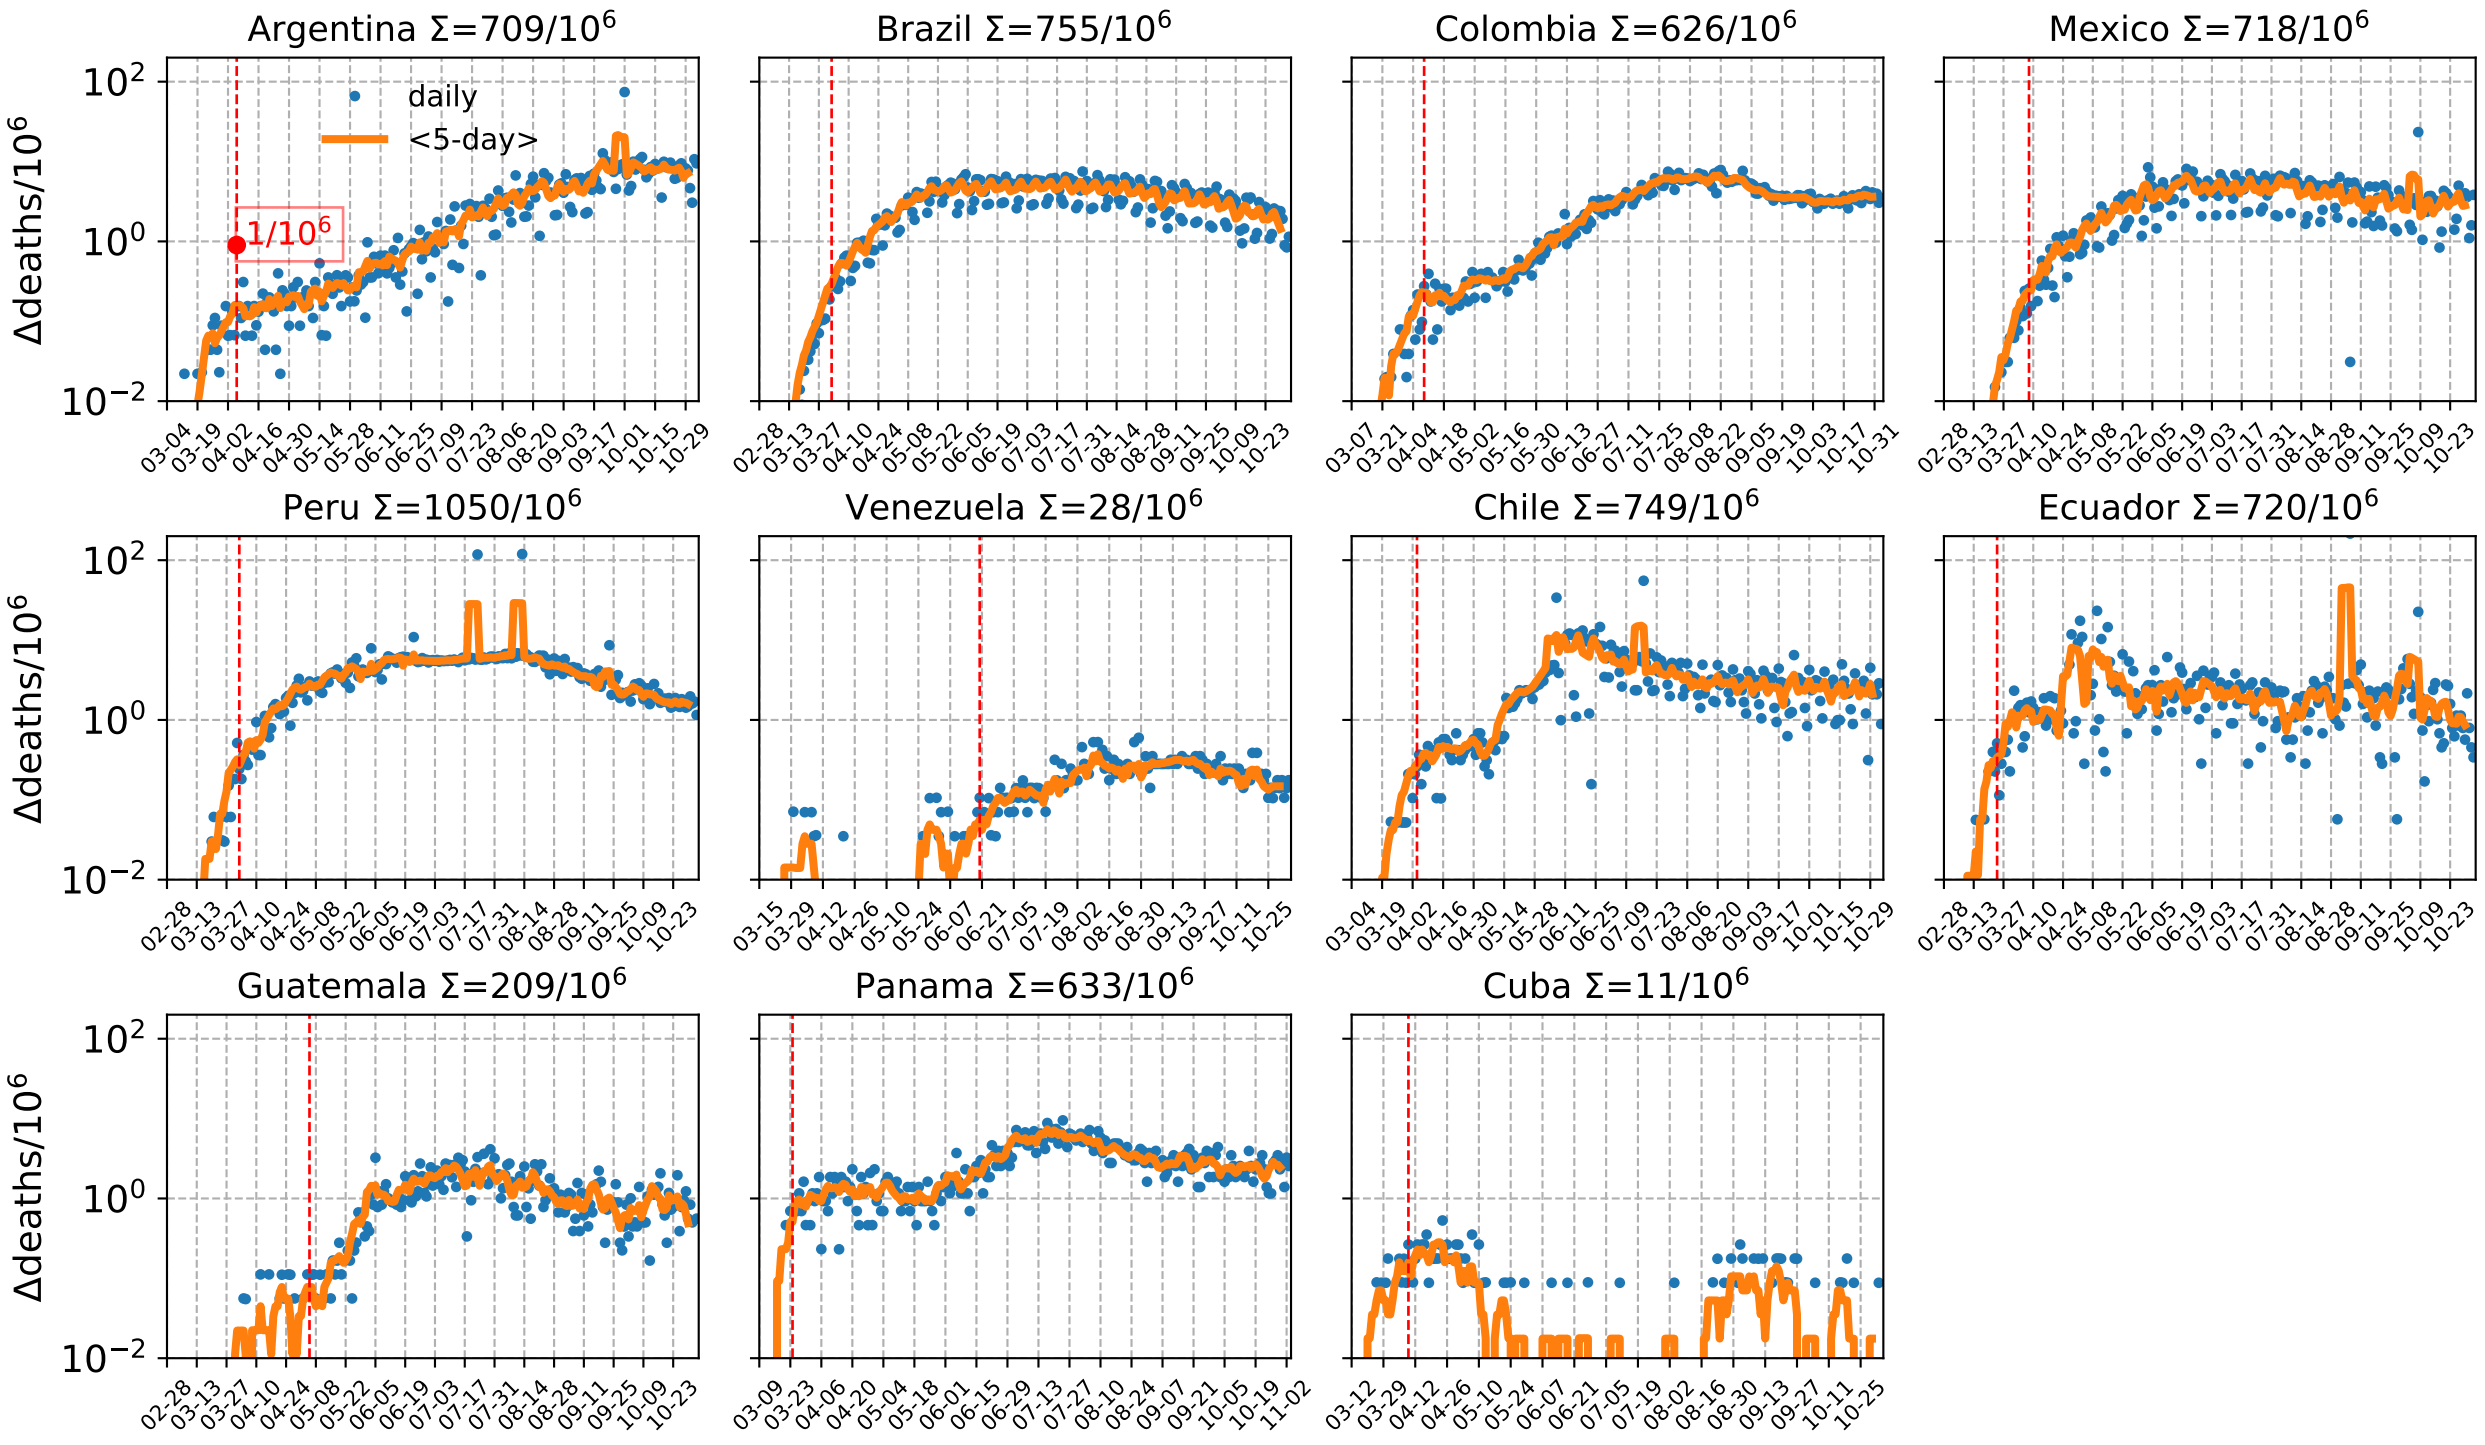 Argentina Σ=709/10⁶
Brazil Σ=755/10⁶
Colombia Σ=626/10⁶
Mexico Σ=718/10⁶
Δdeaths/10⁶
10²
10⁰
10⁻²
daily
<5-day>
1/10⁶
03-04 03-19 04-02 04-16 04-30 05-14 05-28 06-11 06-25 07-09 07-23 08-06 08-20 09-03 09-17 10-01 10-15 10-29
02-28 03-13 03-27 04-10 04-24 05-08 05-22 06-05 06-19 07-03 07-17 07-31 08-14 08-28 09-11 09-25 10-09 10-23
03-07 03-21 04-04 04-18 05-02 05-16 05-30 06-13 06-27 07-11 07-25 08-08 08-22 09-05 09-19 10-03 10-17 10-31
02-28 03-13 03-27 04-10 04-24 05-08 05-22 06-05 06-19 07-03 07-17 07-31 08-14 08-28 09-11 09-25 10-09 10-23
Peru Σ=1050/10⁶
Venezuela Σ=28/10⁶
Chile Σ=749/10⁶
Ecuador Σ=720/10⁶
Δdeaths/10⁶
10²
10⁰
10⁻²
02-28 03-13 03-27 04-10 04-24 05-08 05-22 06-05 06-19 07-03 07-17 07-31 08-14 08-28 09-11 09-25 10-09 10-23
03-15 03-29 04-12 04-26 05-10 05-24 06-07 06-21 07-05 07-19 08-02 08-16 08-30 09-13 09-27 10-11 10-25
03-04 03-19 04-02 04-16 04-30 05-14 05-28 06-11 06-25 07-09 07-23 08-06 08-20 09-03 09-17 10-01 10-15 10-29
02-28 03-13 03-27 04-10 04-24 05-08 05-22 06-05 06-19 07-03 07-17 07-31 08-14 08-28 09-11 09-25 10-09 10-23
Guatemala Σ=209/10⁶
Panama Σ=633/10⁶
Cuba Σ=11/10⁶
Δdeaths/10⁶
10²
10⁰
10⁻²
02-28 03-13 03-27 04-10 04-24 05-08 05-22 06-05 06-19 07-03 07-17 07-31 08-14 08-28 09-11 09-25 10-09 10-23
03-09 03-23 04-06 04-20 05-04 05-18 06-01 06-15 06-29 07-13 07-27 08-10 08-24 09-07 09-21 10-05 10-19 11-02
03-12 03-29 04-12 04-26 05-10 05-24 06-07 06-21 07-05 07-19 08-02 08-16 08-30 09-13 09-27 10-11 10-25